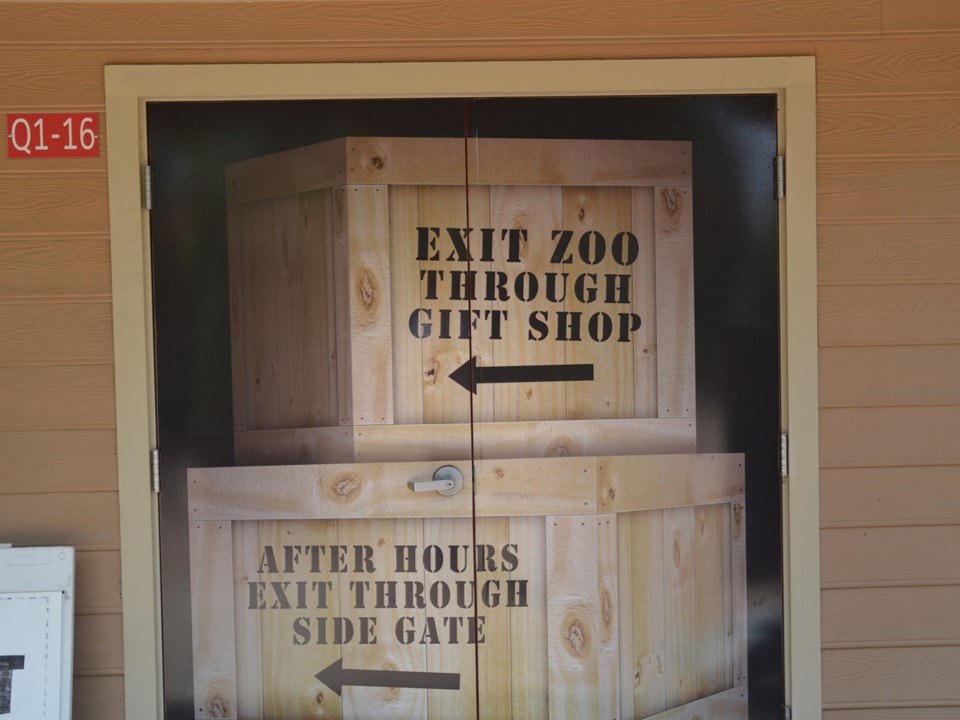 Q1-16
EXIT ZOO
THROUGH
GIFT SHOP
AFTER HOURS
EXIT THROUGH
SIDE GATE